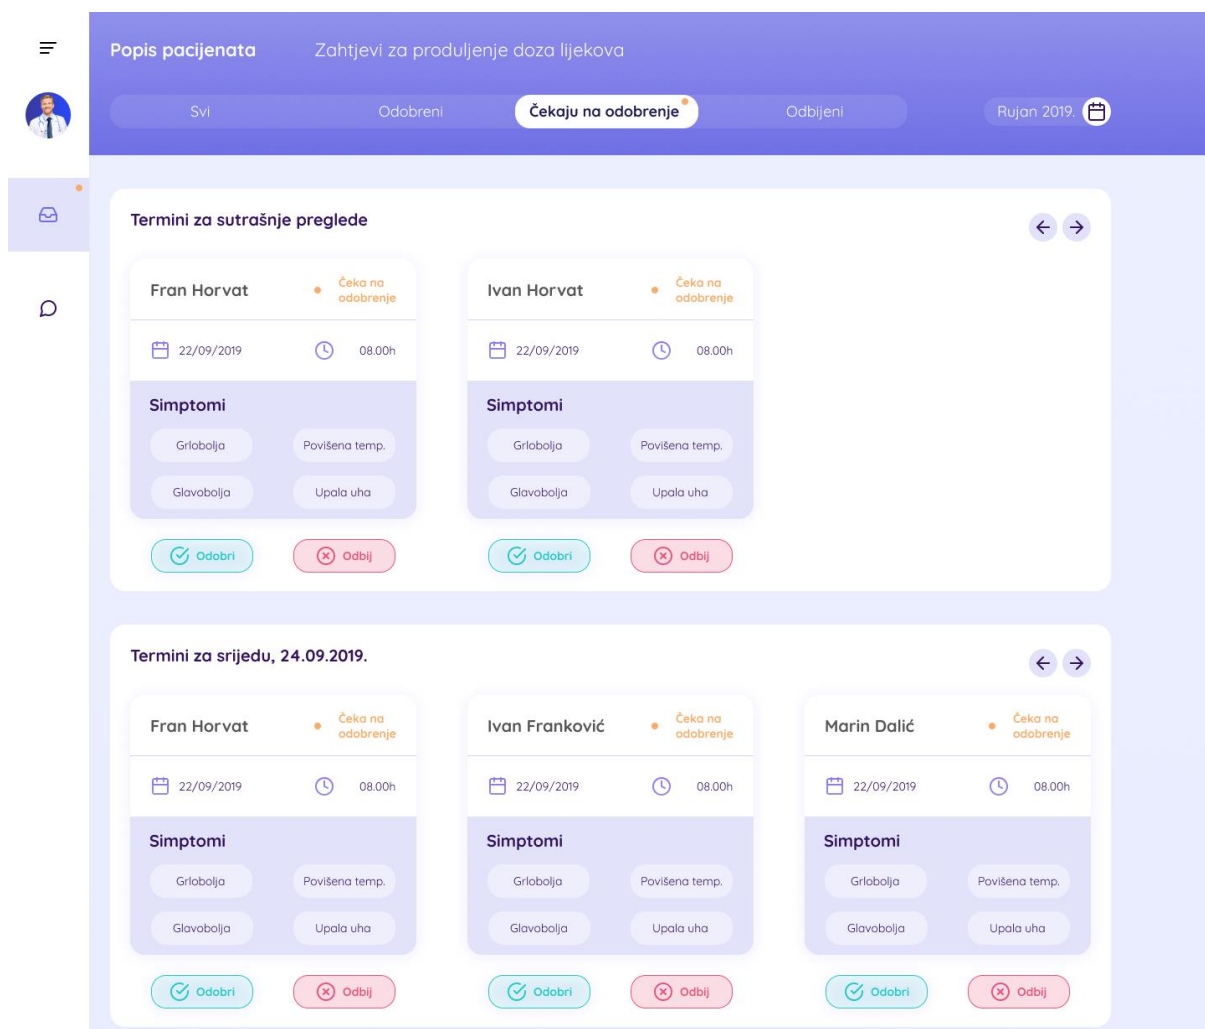 Popis pacijenata
Zahtjevi za produljenje doza lijekova
Svi
Odobreni
Čekaju na odobrenje
Odbijeni
Rujan 2019.
Termini za sutrašnje preglede
Fran Horvat
Čeka na
odobrenje
22/09/2019
08.00h
Simptomi
Grlobolja
Povišena temp.
Glavobolja
Upala uha
Odobri
Odbij
Ivan Horvat
Čeka na
odobrenje
22/09/2019
08.00h
Simptomi
Grlobolja
Povišena temp.
Glavobolja
Upala uha
Odobri
Odbij
Termini za srijedu, 24.09.2019.
Fran Horvat
Čeka na
odobrenje
22/09/2019
08.00h
Simptomi
Grlobolja
Povišena temp.
Glavobolja
Upala uha
Odobri
Odbij
Ivan Franković
Čeka na
odobrenje
22/09/2019
08.00h
Simptomi
Grlobolja
Povišena temp.
Glavobolja
Upala uha
Odobri
Odbij
Marin Dalić
Čeka na
odobrenje
22/09/2019
08.00h
Simptomi
Grlobolja
Povišena temp.
Glavobolja
Upala uha
Odobri
Odbij